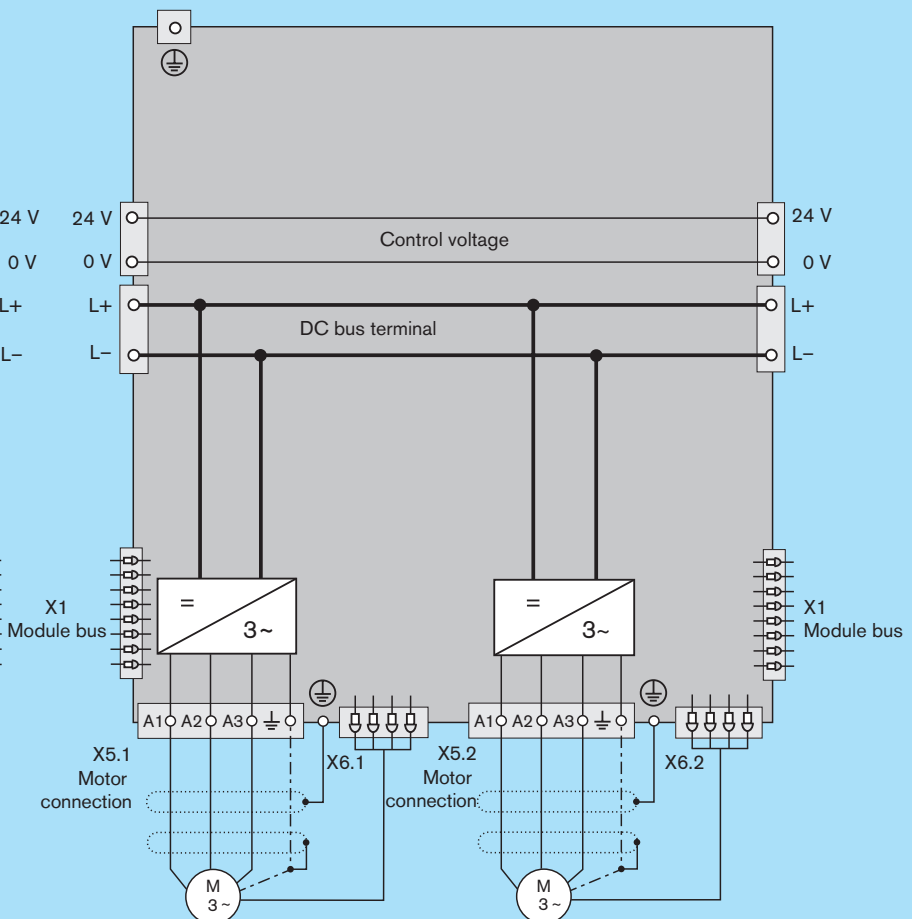 24 V 24 V 24 V
Control voltage
0 V 0 V 0 V
L+ L+ L+
DC bus terminal
L– L– L–
X1 X1
Module bus Module bus
= 3~ = 3~
A1 A2 A3 A1 A2 A3
X5.1 X6.1 X5.2 X6.2
Motor Motor
connection connection
M M
3~ 3~